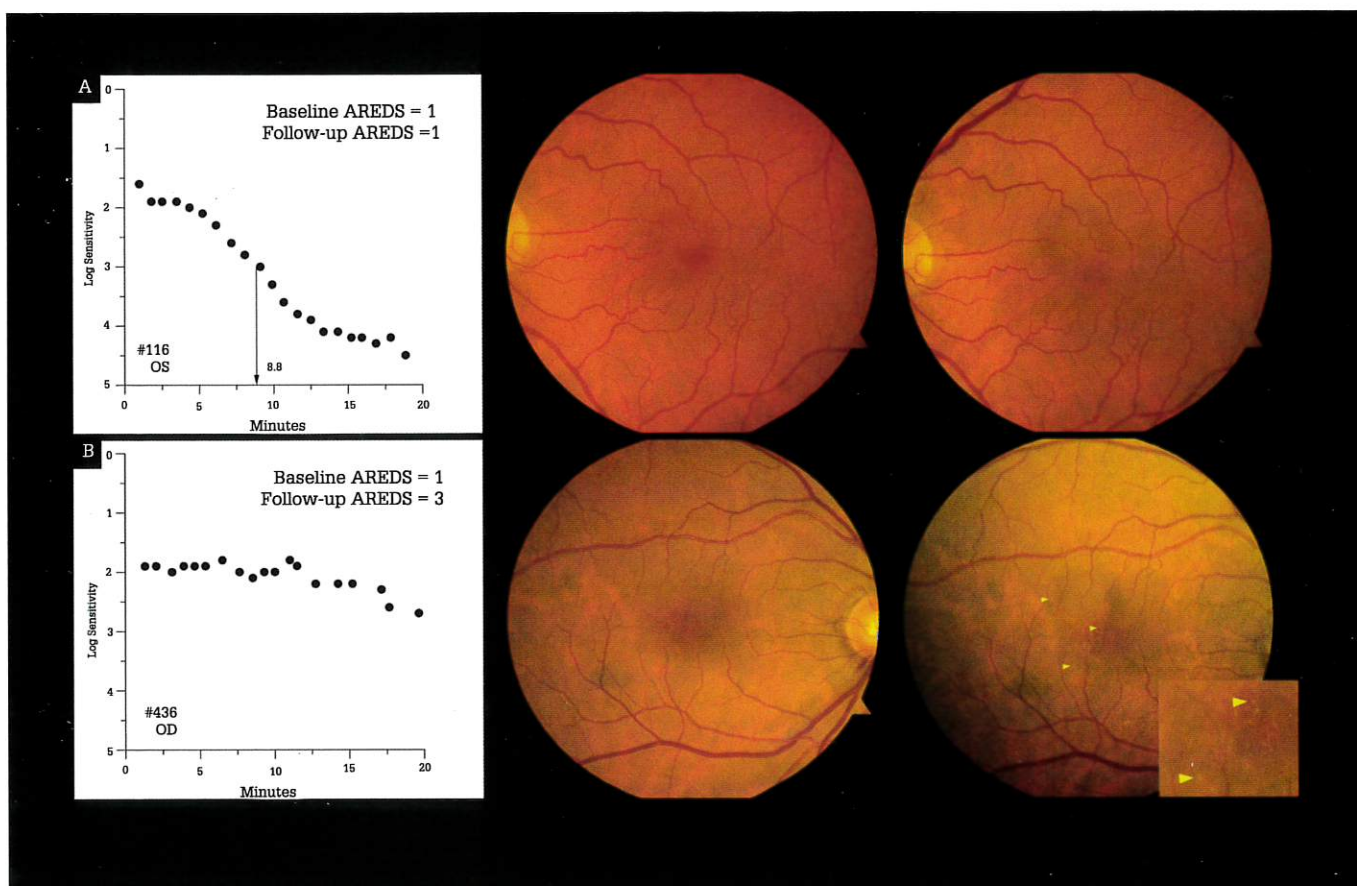 A
Baseline AREDS = 1
Follow-up AREDS =1
0
1
2
3
4
5
Log Sensitivity
#116
OS
8.8
0 5 10 15 20
Minutes
B
Baseline AREDS = 1
Follow-up AREDS = 3
0
1
2
3
4
5
Log Sensitivity
#436
OD
0 5 10 15 20
Minutes